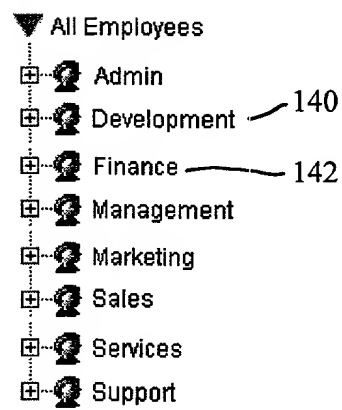 All Employees
Admin
Development 140
Finance 142
Management
Marketing
Sales
Services
Support